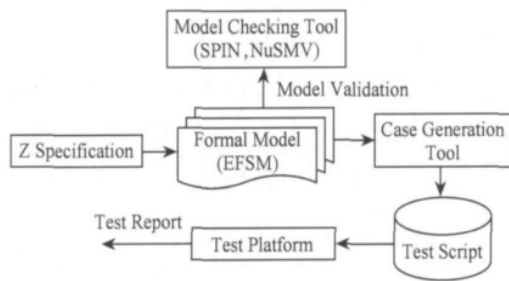 Model Checking Tool
(SPIN,NuSMV)
Model Validation
Z Specification
Formal Model
(EFSM)
Case Generation
Tool
Test Report
Test Platform
Test Script